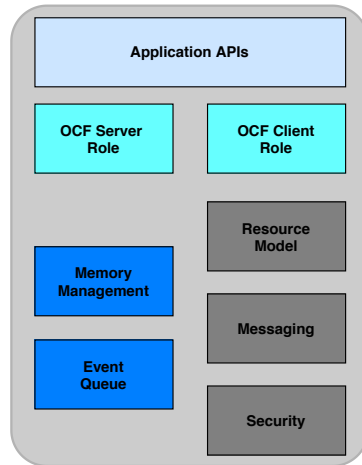 Application APIs
OCF Server
Role
OCF Client
Role
Resource
Model
Memory
Management
Messaging
Event
Queue
Security